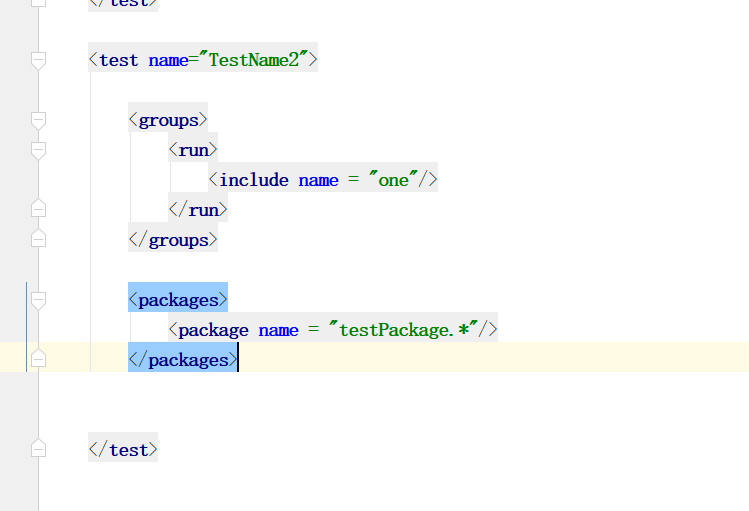 </test>
<test name="TestName2">
<groups>
<run>
<include name = "one"/>
</run>
</groups>
<packages>
<package name = "testPackage.*"/>
</packages>
</test>